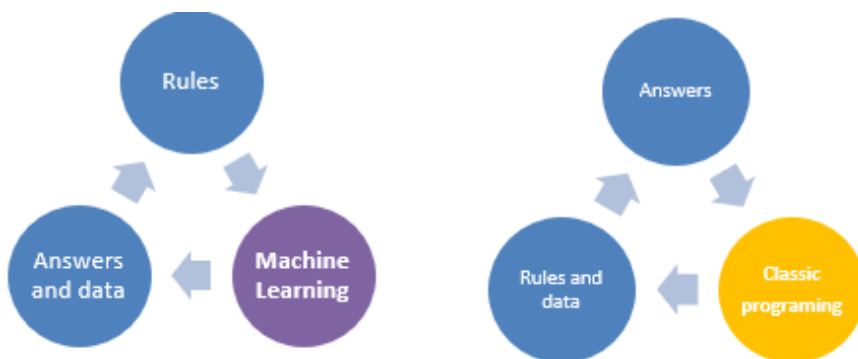 Rules
Answers
and data
Machine
Learning
Answers
Rules and
data
Classic
programing